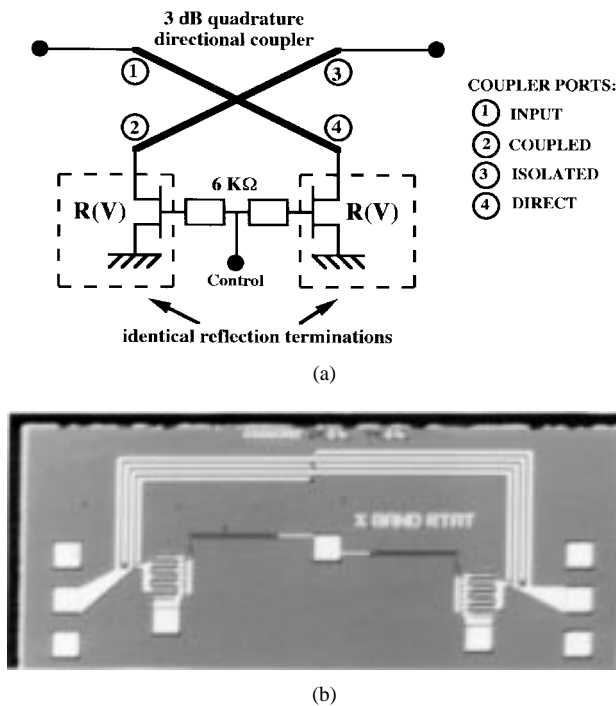 3 dB quadrature
directional coupler
1
3
2
4
COUPLER PORTS:
1 INPUT
2 COUPLED
3 ISOLATED
4 DIRECT
6 KΩ
R(V)
R(V)
Control
identical reflection terminations
(a)
X BAND RTAT
(b)